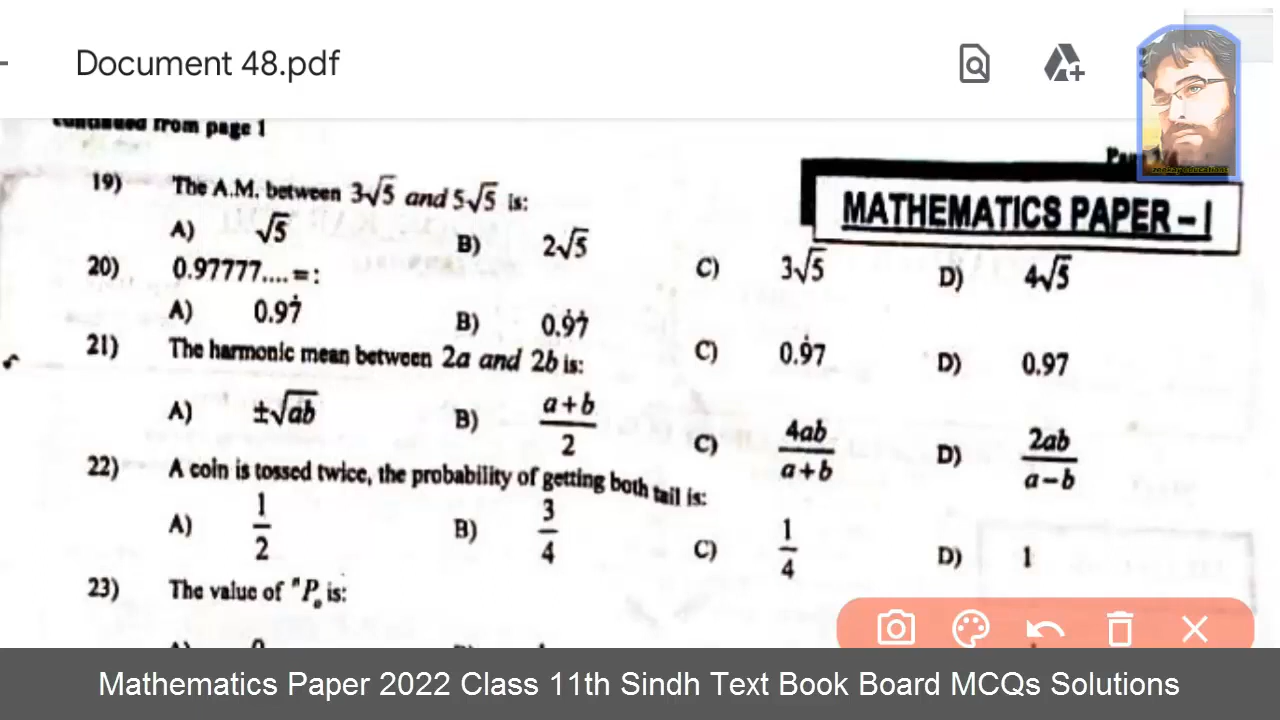 Document 48.pdf
continued from page 1
MATHEMATICS PAPER – I
19) The A.M. between 3√5 and 5√5 is:
A) √5 B) 2√5 C) 3√5 D) 4√5
20) 0.97777.... = :
A) 0.97̇ B) 0.9̇7̇ C) 0.9̇7 D) 0.97
21) The harmonic mean between 2a and 2b is:
A) ±√ab B) a+b/2 C) 4ab/a+b D) 2ab/a−b
22) A coin is tossed twice, the probability of getting both tail is:
A) 1/2 B) 3/4 C) 1/4 D) 1
23) The value of ⁿP₀ is:
Mathematics Paper 2022 Class 11th Sindh Text Book Board MCQs Solutions